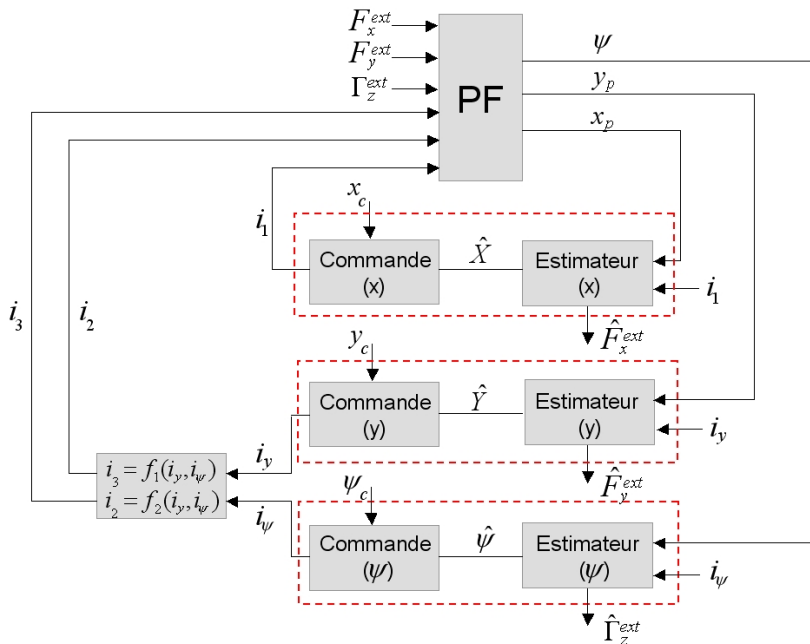 F_x^ext
F_y^ext
Γ_z^ext
PF
ψ
y_p
x_p
x_c
i_1
Commande
(x)
X̂
Estimateur
(x)
i_1
F̂_x^ext
i_3
i_2
y_c
Commande
(y)
Ŷ
Estimateur
(y)
i_y
F̂_y^ext
i_y
i_3 = f_1(i_y, i_ψ)
i_2 = f_2(i_y, i_ψ)
i_ψ
ψ_c
Commande
(ψ)
ψ̂
Estimateur
(ψ)
i_ψ
Γ̂_z^ext